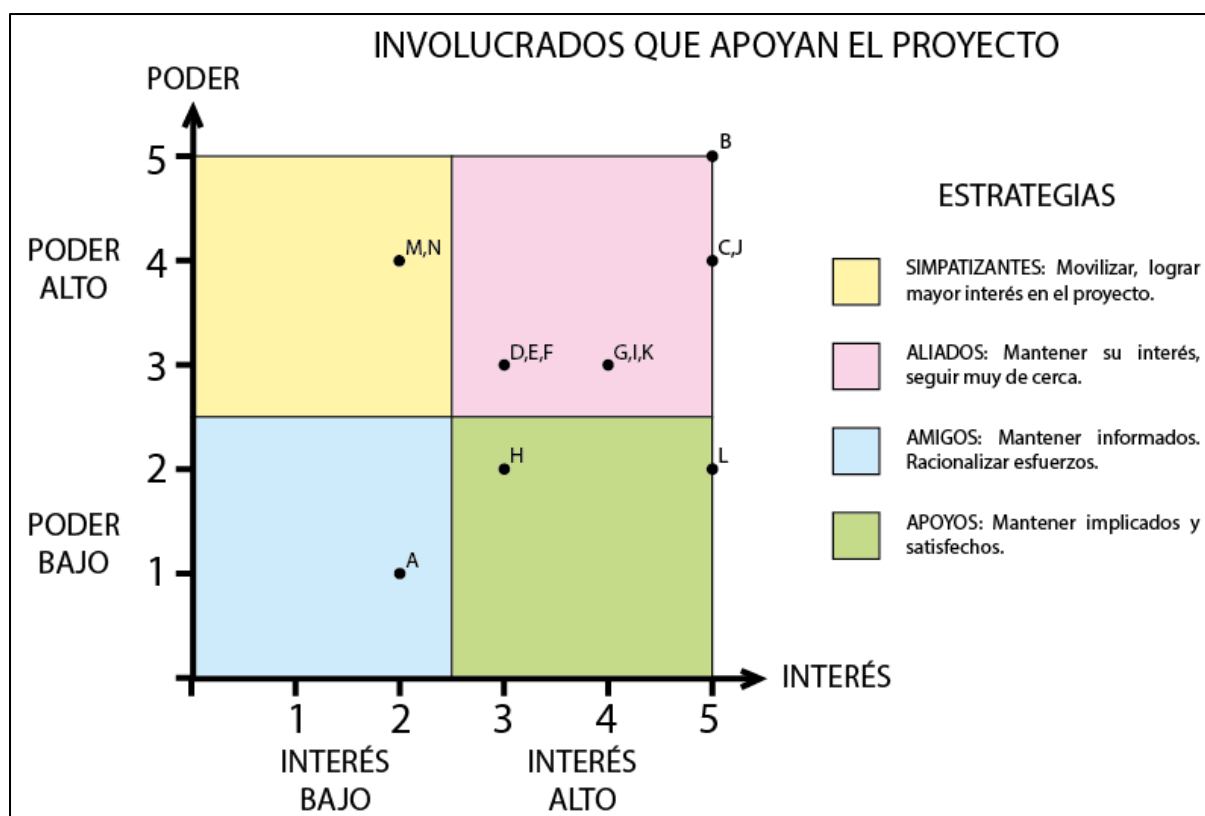 INVOLUCRADOS QUE APOYAN EL PROYECTO
PODER
5
4
3
2
1
PODER
ALTO
PODER
BAJO
B
M,N
C,J
D,E,F
G,I,K
H
L
A
INTERÉS
1
2
3
4
5
INTERÉS
BAJO
INTERÉS
ALTO
ESTRATEGIAS
SIMPATIZANTES: Movilizar, lograr
mayor interés en el proyecto.
ALIADOS: Mantener su interés,
seguir muy de cerca.
AMIGOS: Mantener informados.
Racionalizar esfuerzos.
APOYOS: Mantener implicados y
satisfechos.